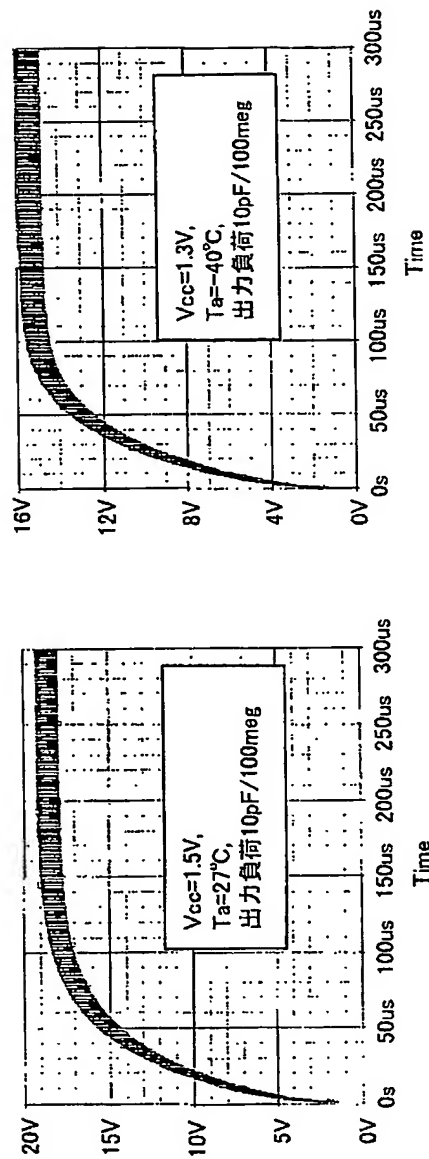 20V
15V
10V
5V
0V
Vcc=1.5V,
Ta=27℃,
出力負荷10pF/100meg
0s
50us
100us
150us
200us
250us
300us
Time
16V
12V
8V
4V
0V
Vcc=1.3V,
Ta=-40℃,
出力負荷10pF/100meg
0s
50us
100us
150us
200us
250us
300us
Time